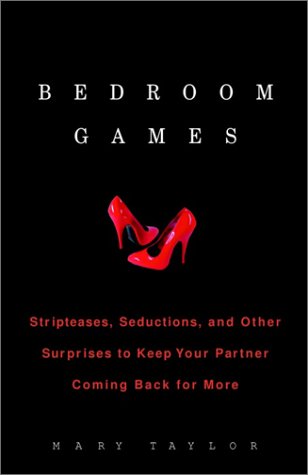 BEDROOM
GAMES
Stripteases, Seductions, and Other
Surprises to Keep Your Partner
Coming Back for More
MARY TAYLOR